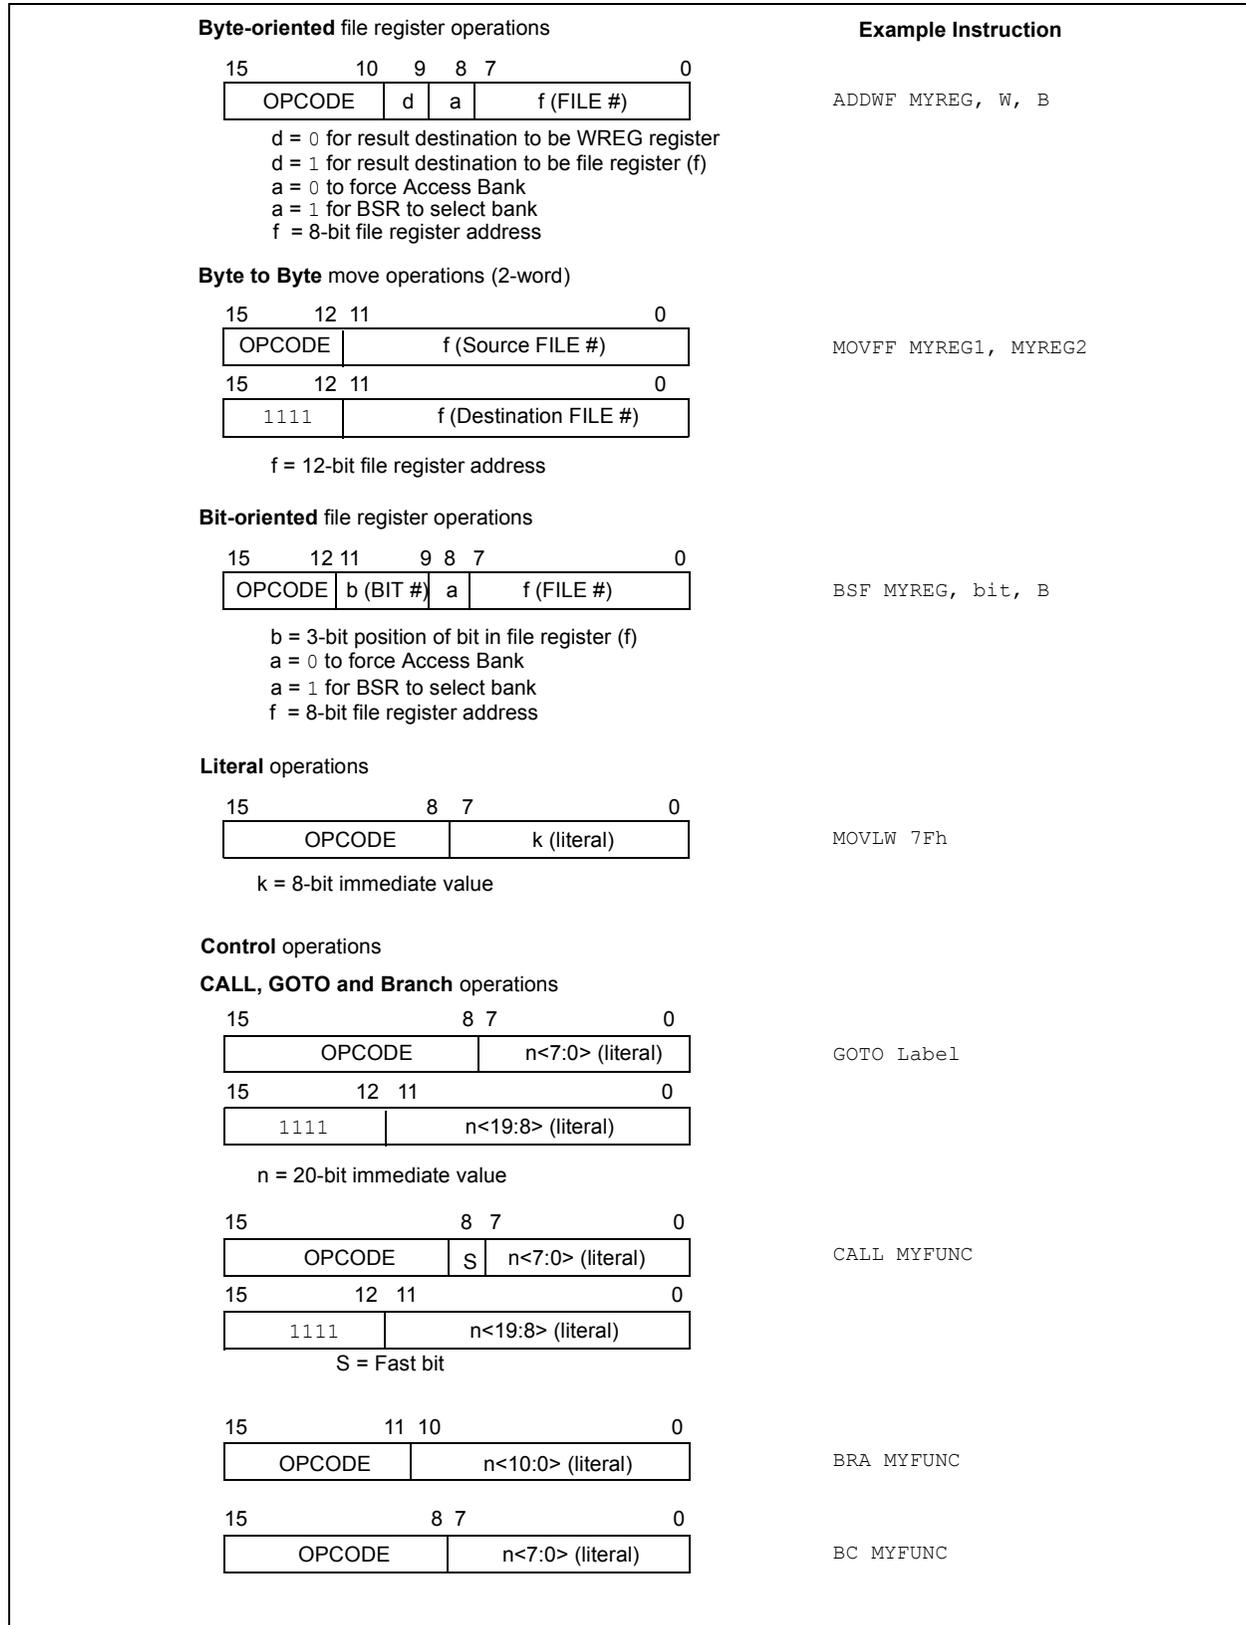 Byte-oriented file register operations Example Instruction
15 10 9 8 7 0
OPCODE d a f (FILE #) ADDWF MYREG, W, B
d = 0 for result destination to be WREG register
d = 1 for result destination to be file register (f)
a = 0 to force Access Bank
a = 1 for BSR to select bank
f = 8-bit file register address
Byte to Byte move operations (2-word)
15 12 11 0
OPCODE f (Source FILE #) MOVFF MYREG1, MYREG2
15 12 11 0
1111 f (Destination FILE #)
f = 12-bit file register address
Bit-oriented file register operations
15 12 11 9 8 7 0
OPCODE b (BIT #) a f (FILE #) BSF MYREG, bit, B
b = 3-bit position of bit in file register (f)
a = 0 to force Access Bank
a = 1 for BSR to select bank
f = 8-bit file register address
Literal operations
15 8 7 0
OPCODE k (literal) MOVLW 7Fh
k = 8-bit immediate value
Control operations
CALL, GOTO and Branch operations
15 8 7 0
OPCODE n<7:0> (literal) GOTO Label
15 12 11 0
1111 n<19:8> (literal)
n = 20-bit immediate value
15 8 7 0
OPCODE S n<7:0> (literal) CALL MYFUNC
15 12 11 0
1111 n<19:8> (literal)
S = Fast bit
15 11 10 0
OPCODE n<10:0> (literal) BRA MYFUNC
15 8 7 0
OPCODE n<7:0> (literal) BC MYFUNC